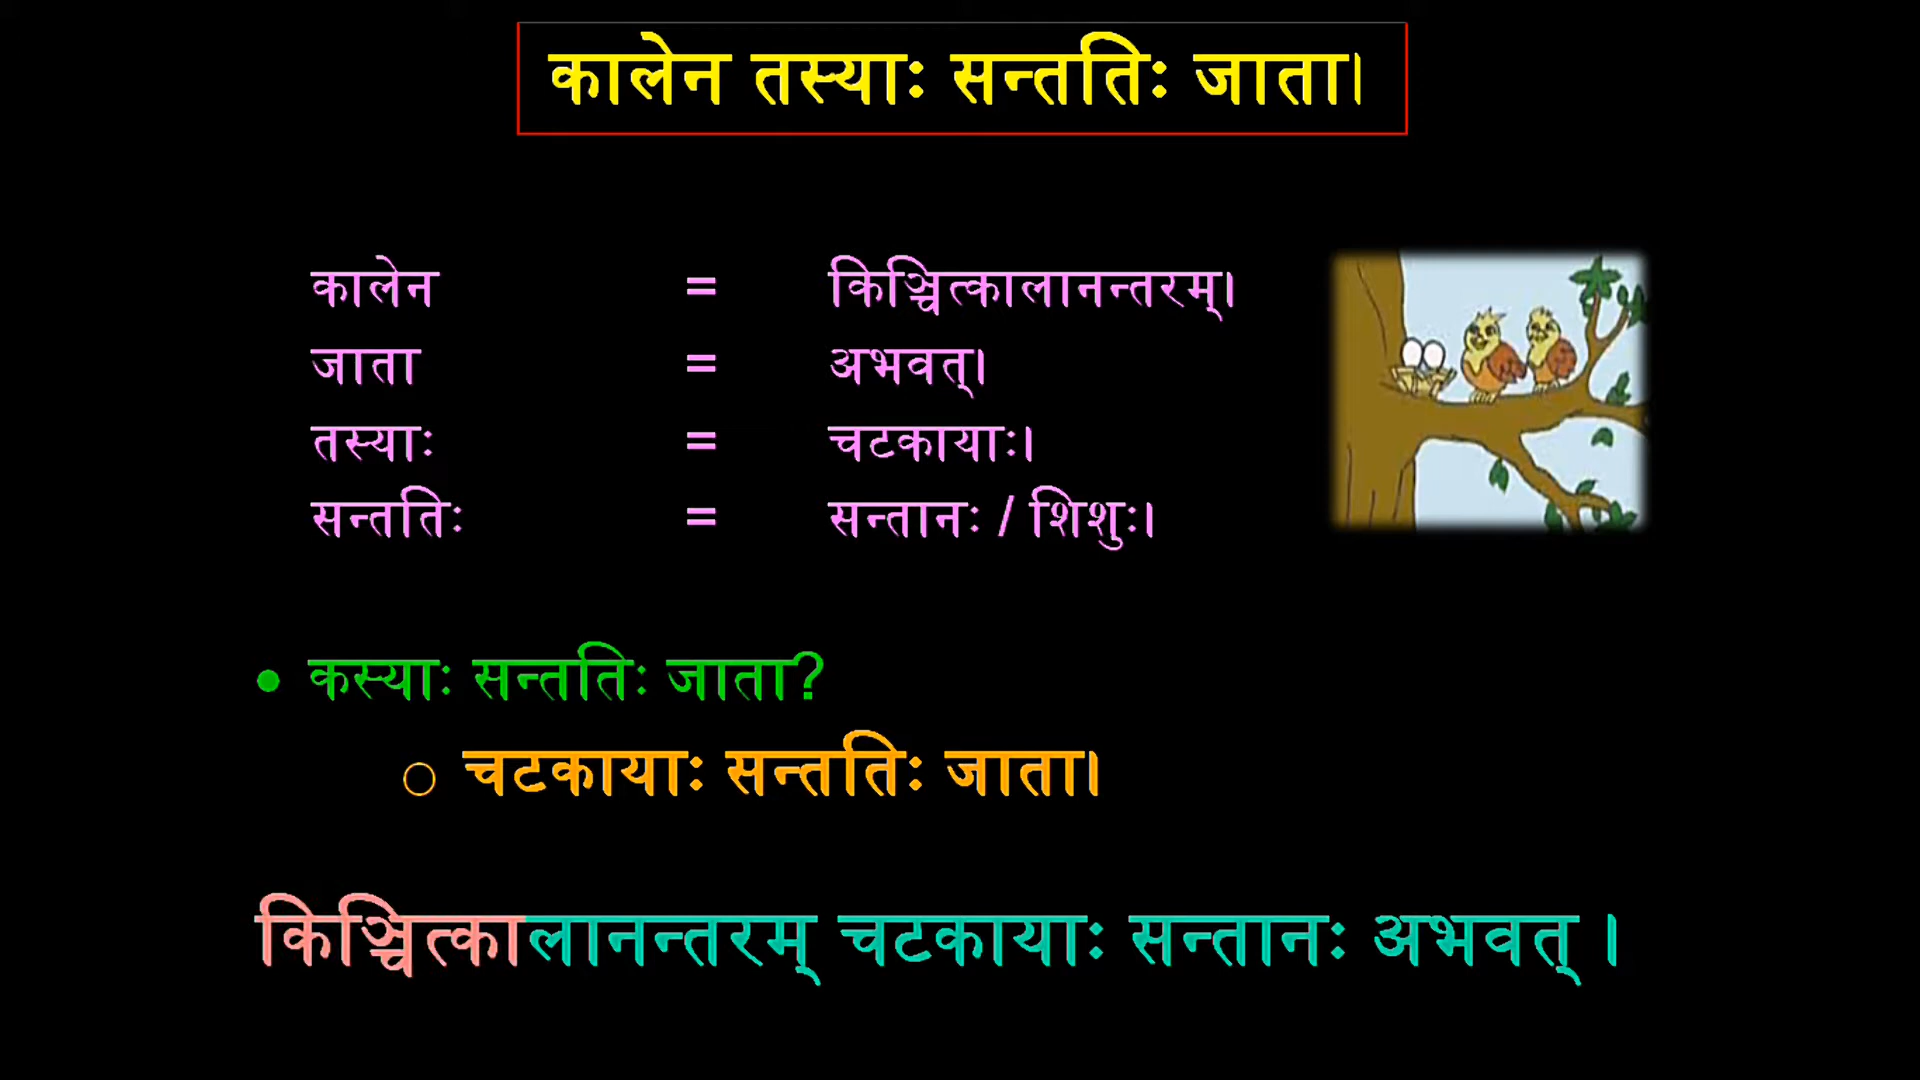 कालेन तस्याः सन्ततिः जाता।
कालेन = किञ्चित्कालानन्तरम्।
जाता = अभवत्।
तस्याः = चटकायाः।
सन्ततिः = सन्तानः / शिशुः।
• कस्याः सन्ततिः जाता?
○ चटकायाः सन्ततिः जाता।
किञ्चित्कालानन्तरम् चटकायाः सन्तानः अभवत् ।